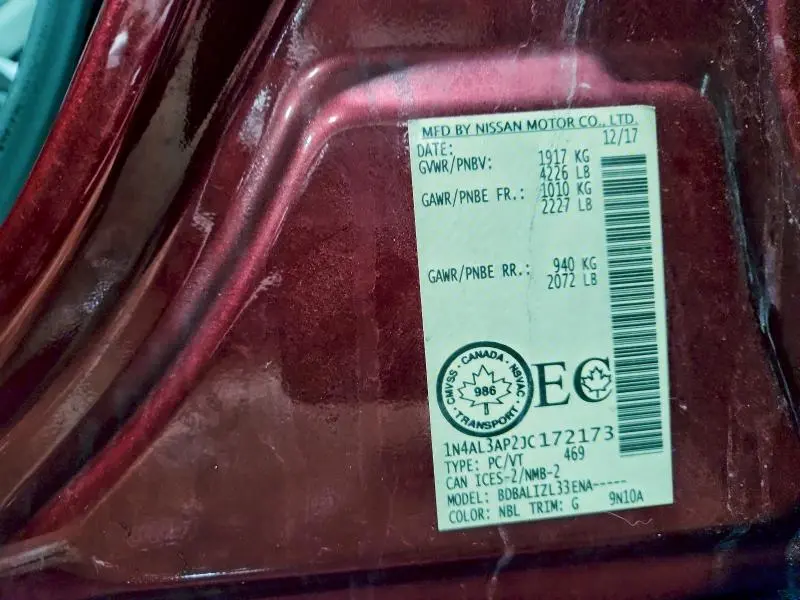 MFD BY NISSAN MOTOR CO., LTD.
DATE: 12/17
GVWR/PNBV: 1917 KG
4226 LB
GAWR/PNBE FR.: 1010 KG
2227 LB
GAWR/PNBE RR.: 940 KG
2072 LB
CMVSS · CANADA · NSVAC
986
· TRANSPORT ·
EC
1N4AL3AP2JC172173
TYPE: PC/VT 469
CAN ICES-2/NMB-2
MODEL: BDBALIZL33ENA-----
COLOR: NBL TRIM: G 9N10A